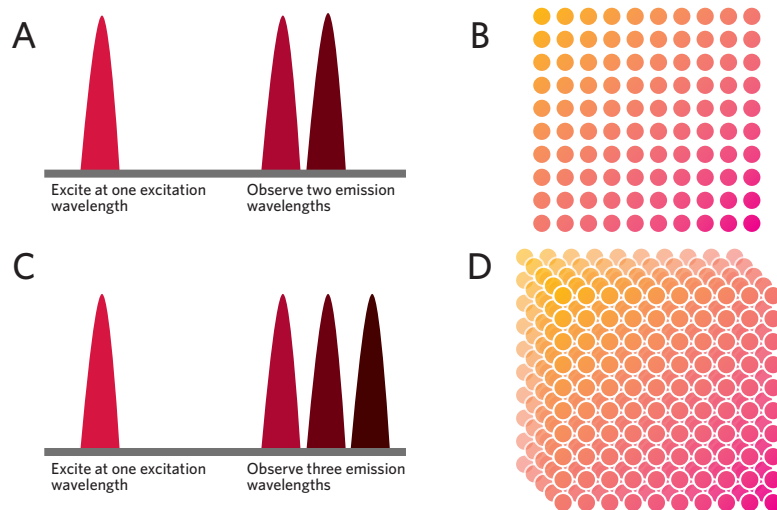 A
B
Excite at one excitation
wavelength
Observe two emission
wavelengths
C
D
Excite at one excitation
wavelength
Observe three emission
wavelengths